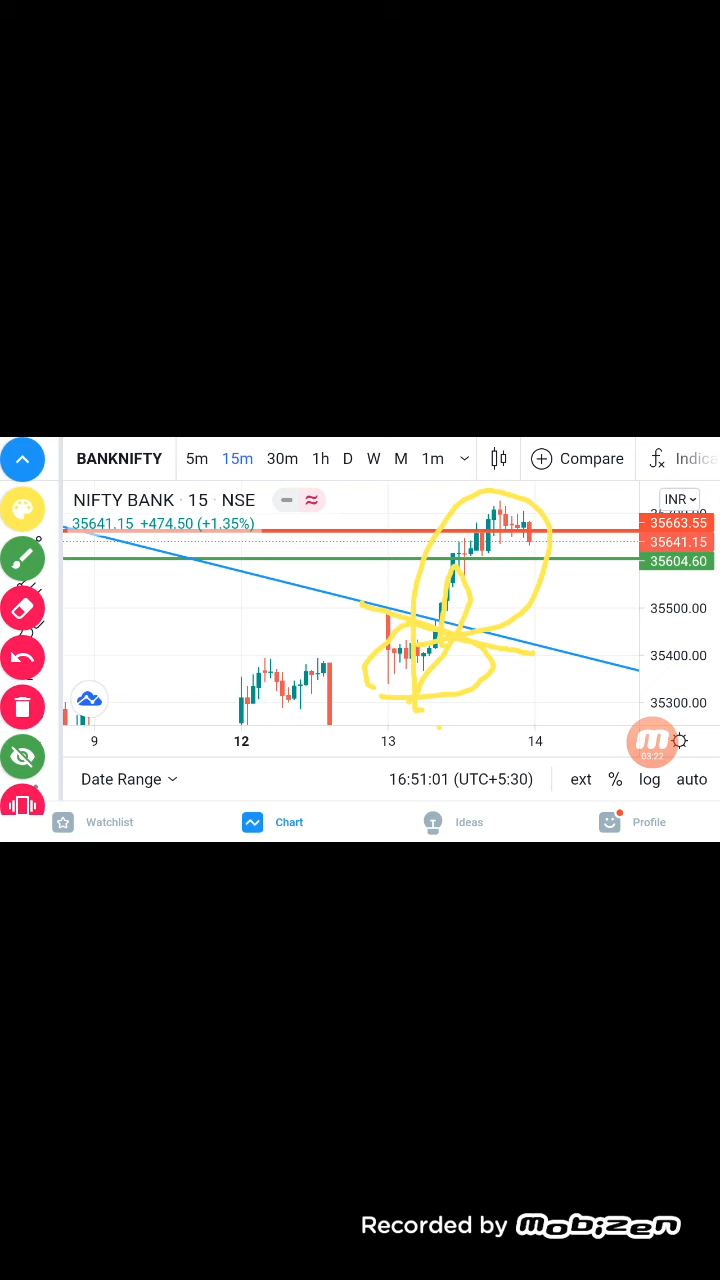 BANKNIFTY 5m 15m 30m 1h D W M 1m Compare Indica
NIFTY BANK · 15 · NSE INR
35641.15 +474.50 (+1.35%)
35663.55
35641.15
35604.60
35500.00
35400.00
35300.00
9 12 13 14
03:22
Date Range 16:51:01 (UTC+5:30) ext % log auto
Watchlist Chart Ideas Profile
Recorded by mobizen